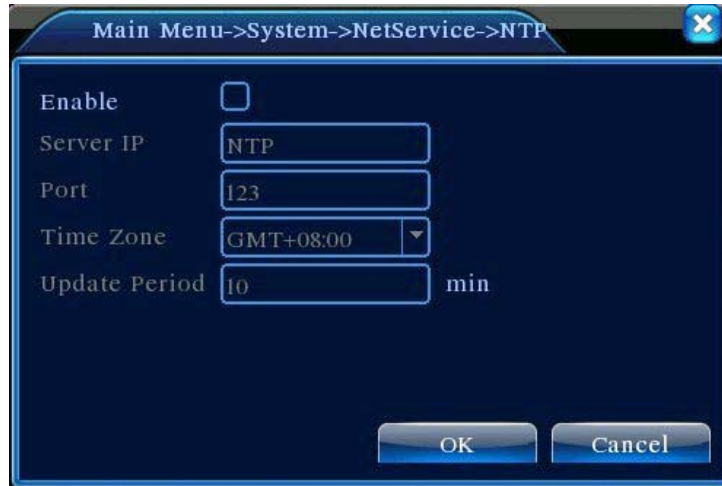 Main Menu->System->NetService->NTP
Enable
Server IP NTP
Port 123
Time Zone GMT+08:00
Update Period 10 min
OK Cancel